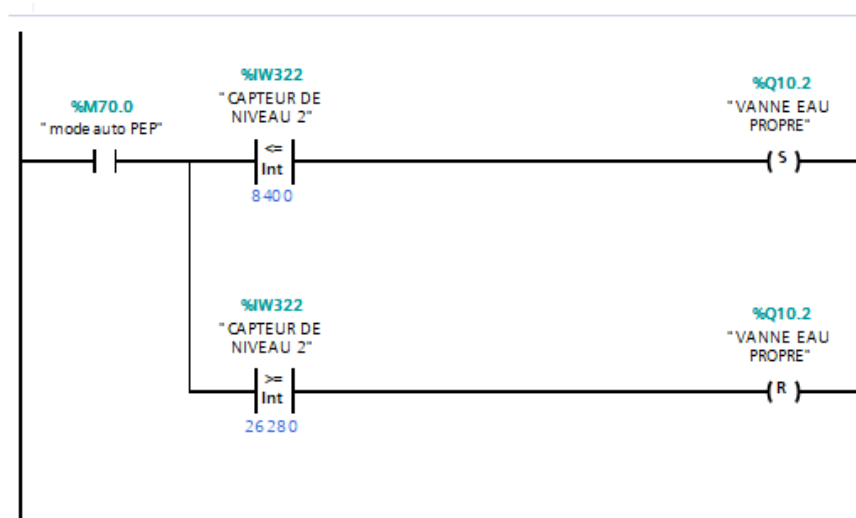 %IW322
"CAPTEUR DE
NIVEAU 2"
%Q10.2
"VANNE EAU
PROPRE"
%M70.0
"mode auto PEP"
<=
Int
8400
S
%IW322
"CAPTEUR DE
NIVEAU 2"
%Q10.2
"VANNE EAU
PROPRE"
>=
Int
26280
R